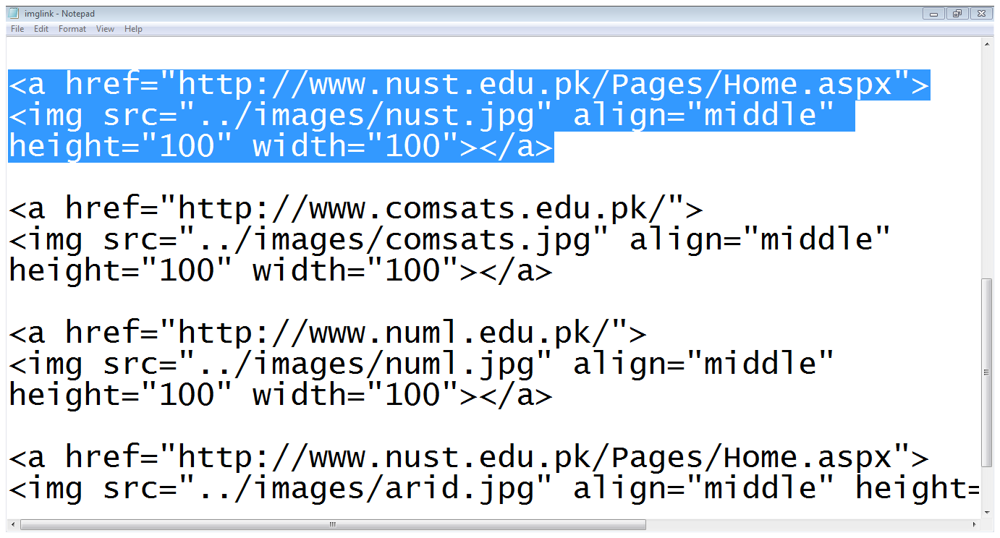 imglink - Notepad
File Edit Format View Help
<a href="http://www.nust.edu.pk/Pages/Home.aspx">
<img src="../images/nust.jpg" align="middle"
height="100" width="100"></a>
<a href="http://www.comsats.edu.pk/">
<img src="../images/comsats.jpg" align="middle"
height="100" width="100"></a>
<a href="http://www.numl.edu.pk/">
<img src="../images/numl.jpg" align="middle"
height="100" width="100"></a>
<a href="http://www.nust.edu.pk/Pages/Home.aspx">
<img src="../images/arid.jpg" align="middle" height=